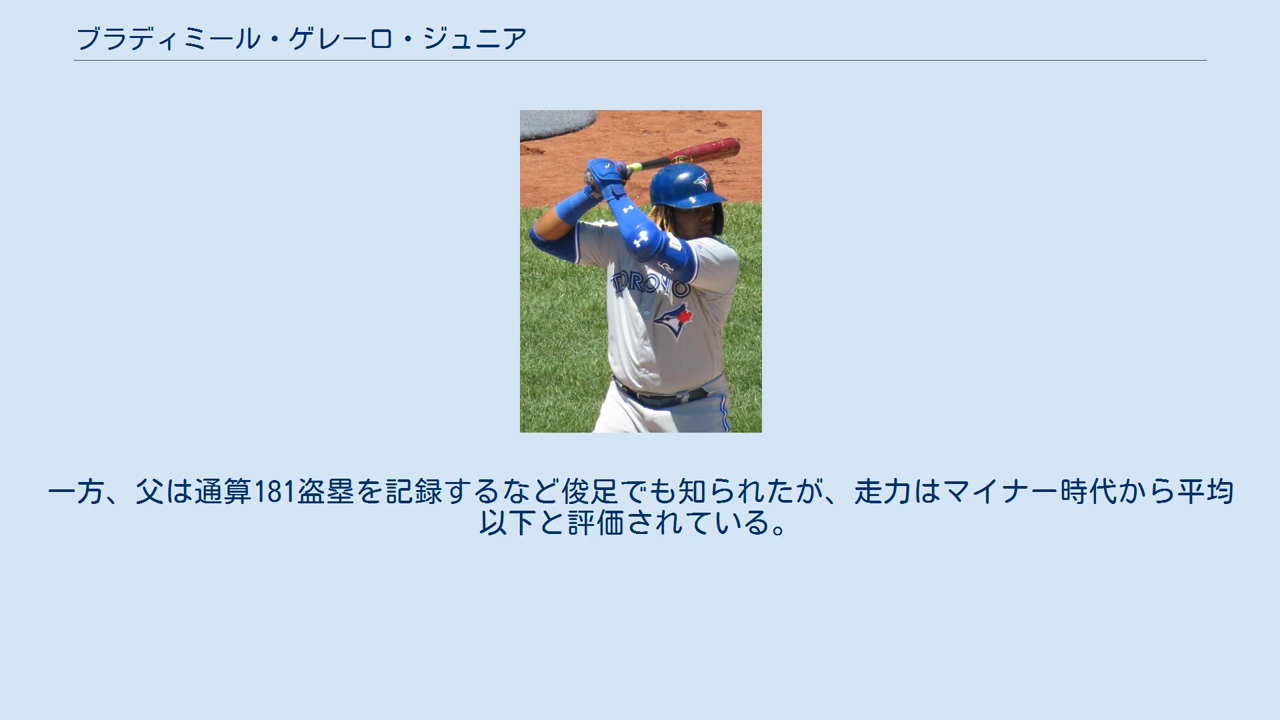 ブラディミール・ゲレーロ・ジュニア
TORONTO
一方、父は通算181盗塁を記録するなど俊足でも知られたが、走力はマイナー時代から平均
以下と評価されている。